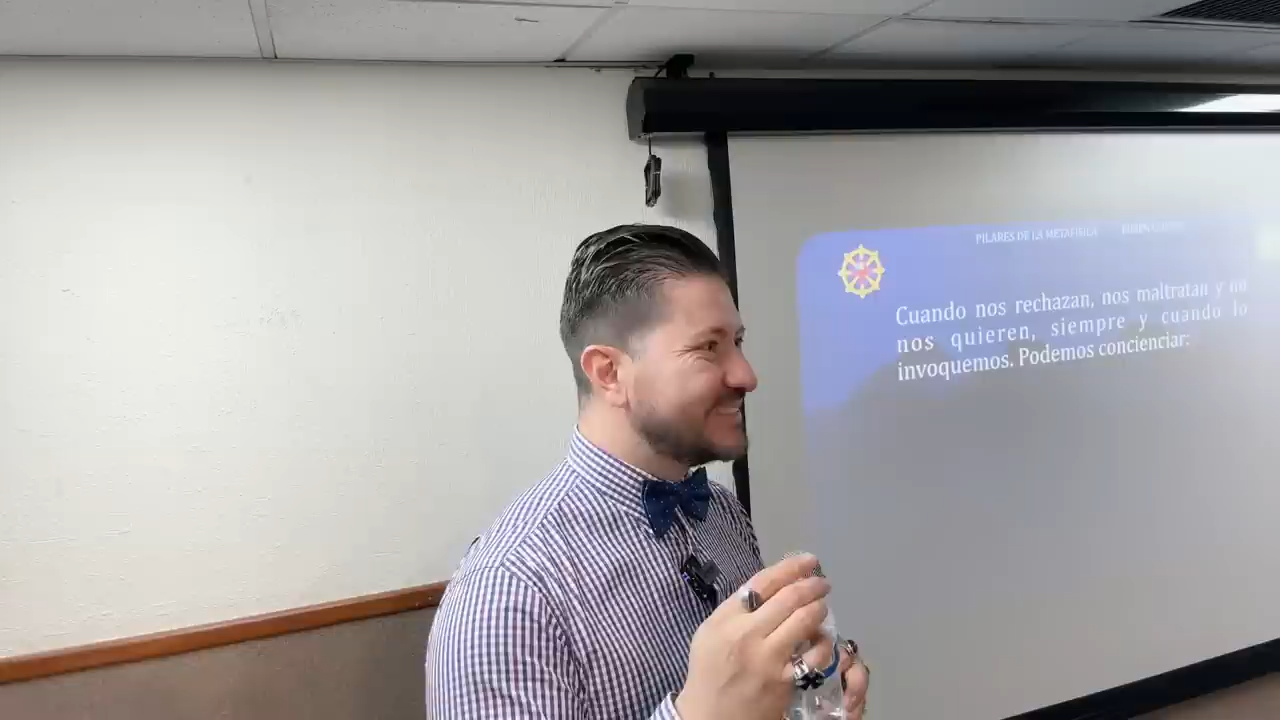 PILARES DE LA METAFÍSICA
Cuando nos rechazan, nos maltratan y no
nos quieren, siempre y cuando lo
invoquemos. Podemos concienciar: